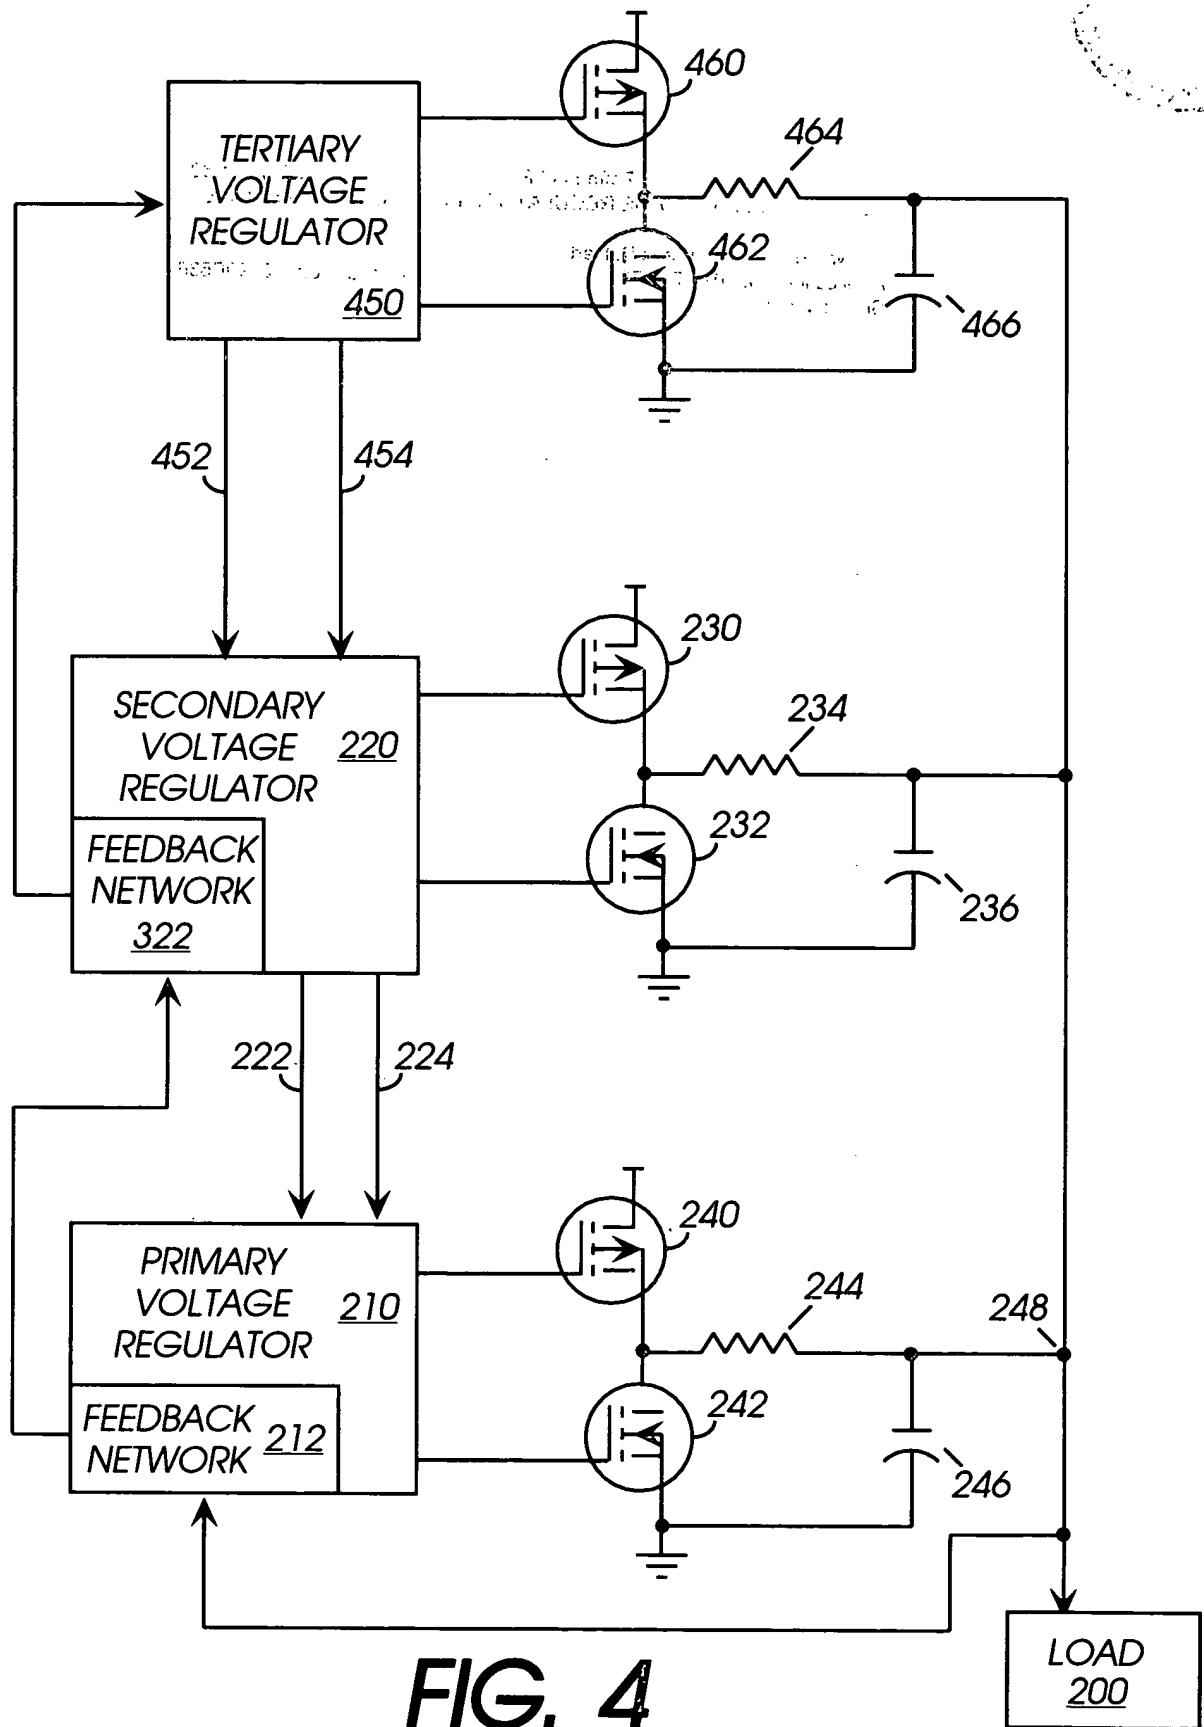 460
TERTIARY
VOLTAGE
REGULATOR
450
464
462
466
452
454
230
SECONDARY
VOLTAGE
REGULATOR
220
234
232
FEEDBACK
NETWORK
322
236
222
224
240
PRIMARY
VOLTAGE
REGULATOR
210
244
248
242
FEEDBACK
NETWORK
212
246
LOAD
200
FIG. 4